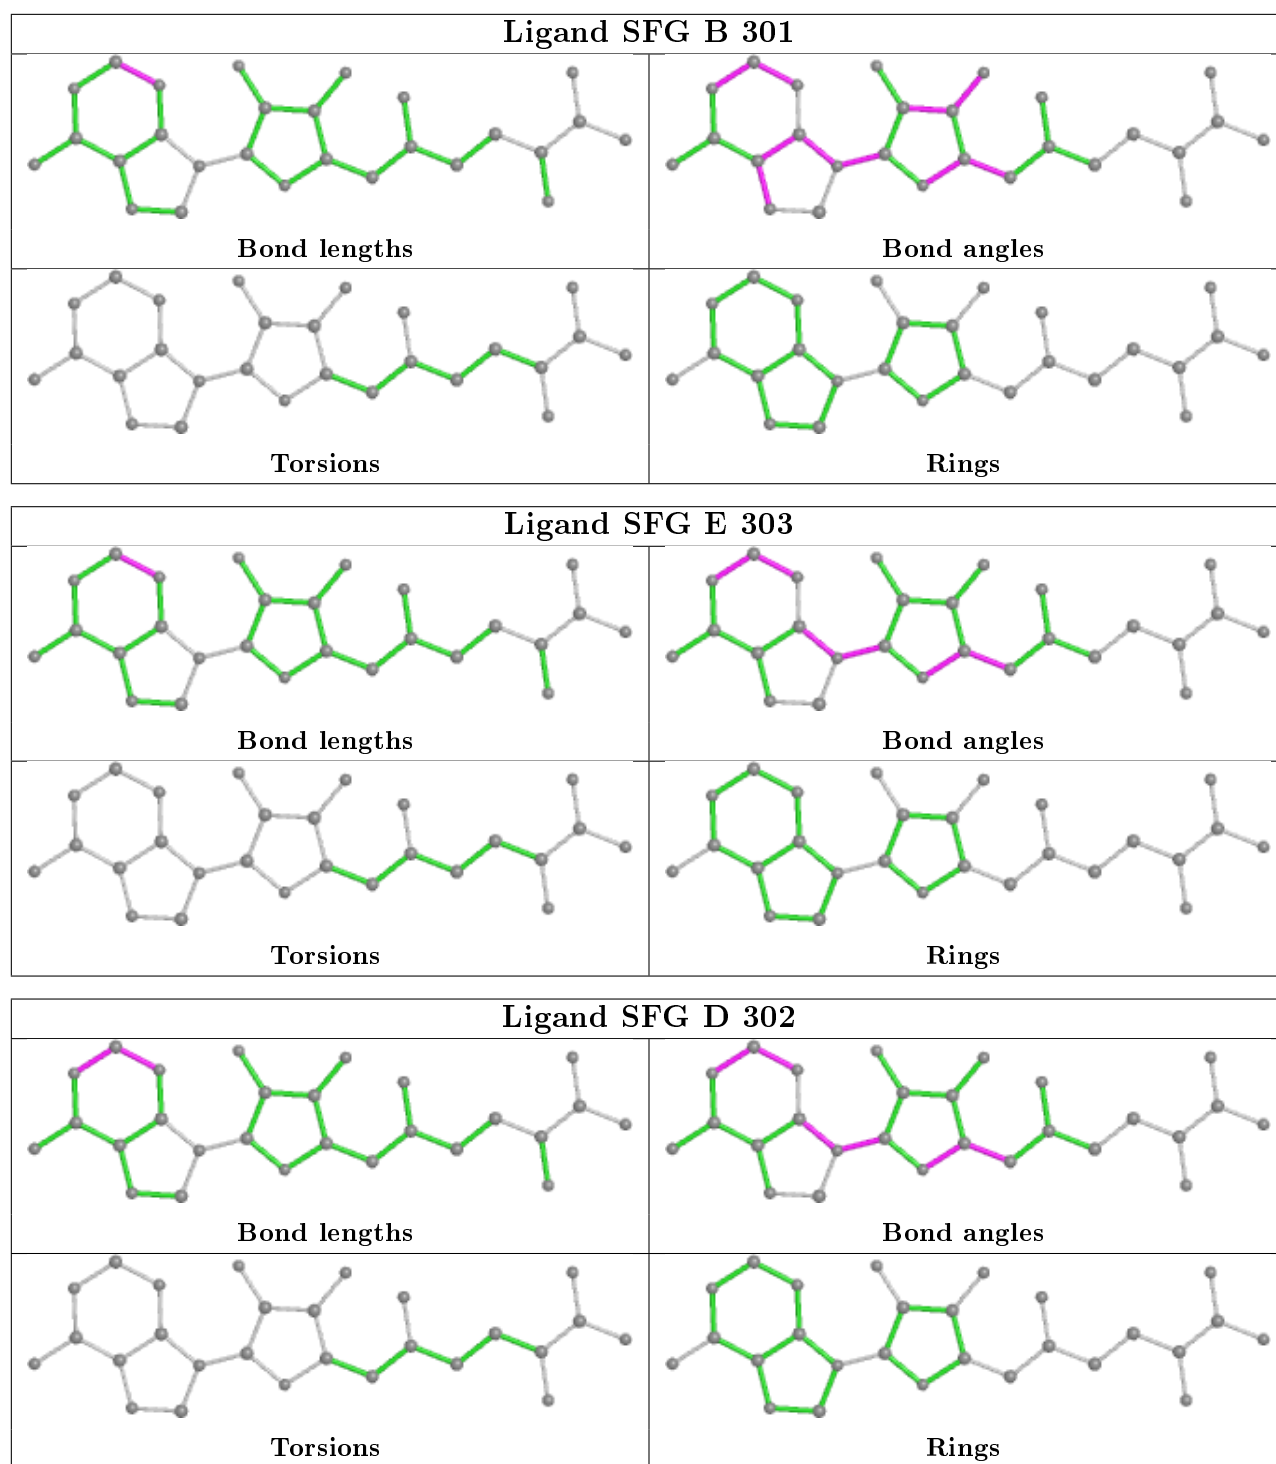 Ligand SFG B 301
Bond lengths
Bond angles
Torsions
Rings
Ligand SFG E 303
Bond lengths
Bond angles
Torsions
Rings
Ligand SFG D 302
Bond lengths
Bond angles
Torsions
Rings